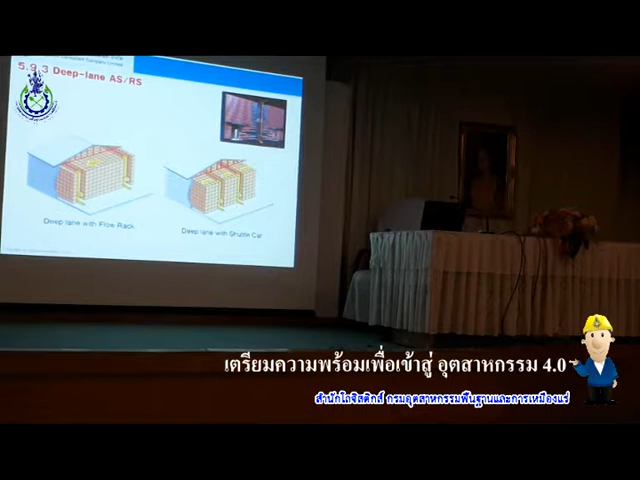 5.9.3 Deep-lane AS/RS
Deep lane with Flow Rack
Deep lane with Shuttle Car
เตรียมความพร้อมเพื่อเข้าสู่ อุตสาหกรรม 4.0
สำนักโลจิสติกส์ กรมอุตสาหกรรมพื้นฐานและการเหมืองแร่